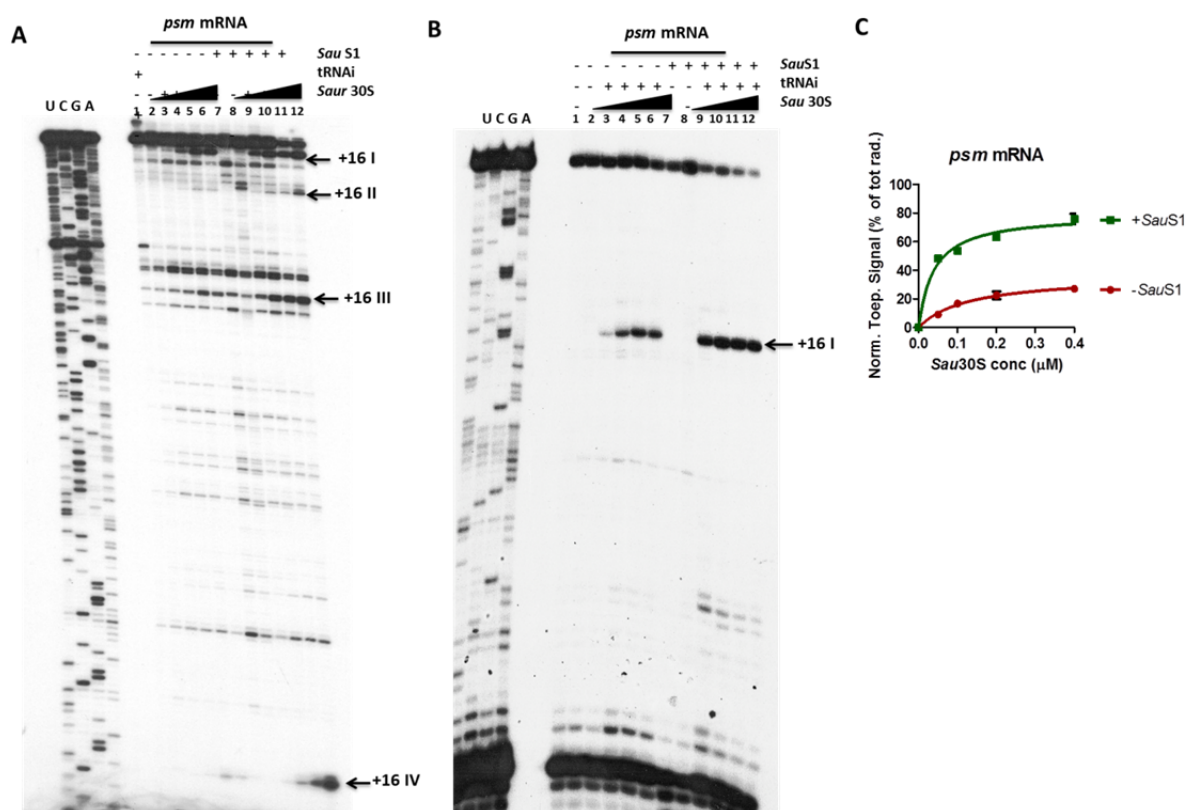 A
psm mRNA
- - - - - - + + + + + Sau S1
+ tRNAi
- - + + - Saur 30S
U C G A 1 2 3 4 5 6 7 8 9 10 11 12
+16 I
+16 II
+16 III
+16 IV
B
psm mRNA
- - - - - - + + + + + + SauS1
- - + + + + - - + + + + tRNAi
- - - - Sau 30S
U C G A 1 2 3 4 5 6 7 8 9 10 11 12
+16 I
C
psm mRNA
Norm. Toep. Signal (% of tot rad.)
100
80
60
40
20
0
0.0 0.1 0.2 0.3 0.4
Sau30S conc (µM)
+SauS1
-SauS1